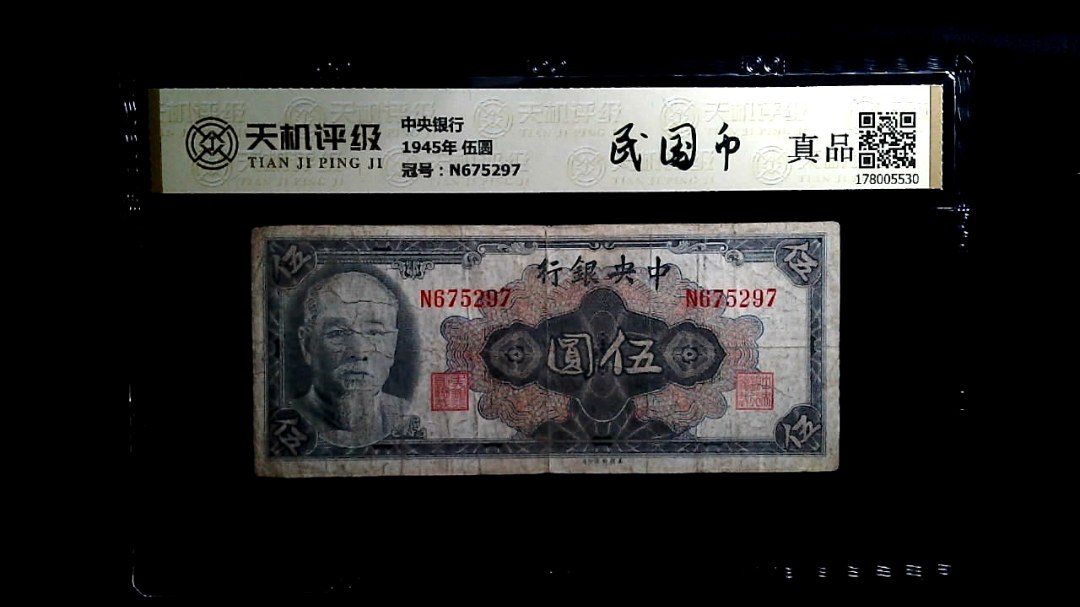 天机评级
TIAN JI PING JI
中央银行
1945年 伍圆
冠号：N675297
民国币
真品
178005530
伍
伍
行銀央中
N675297
N675297
圓伍
伍
伍